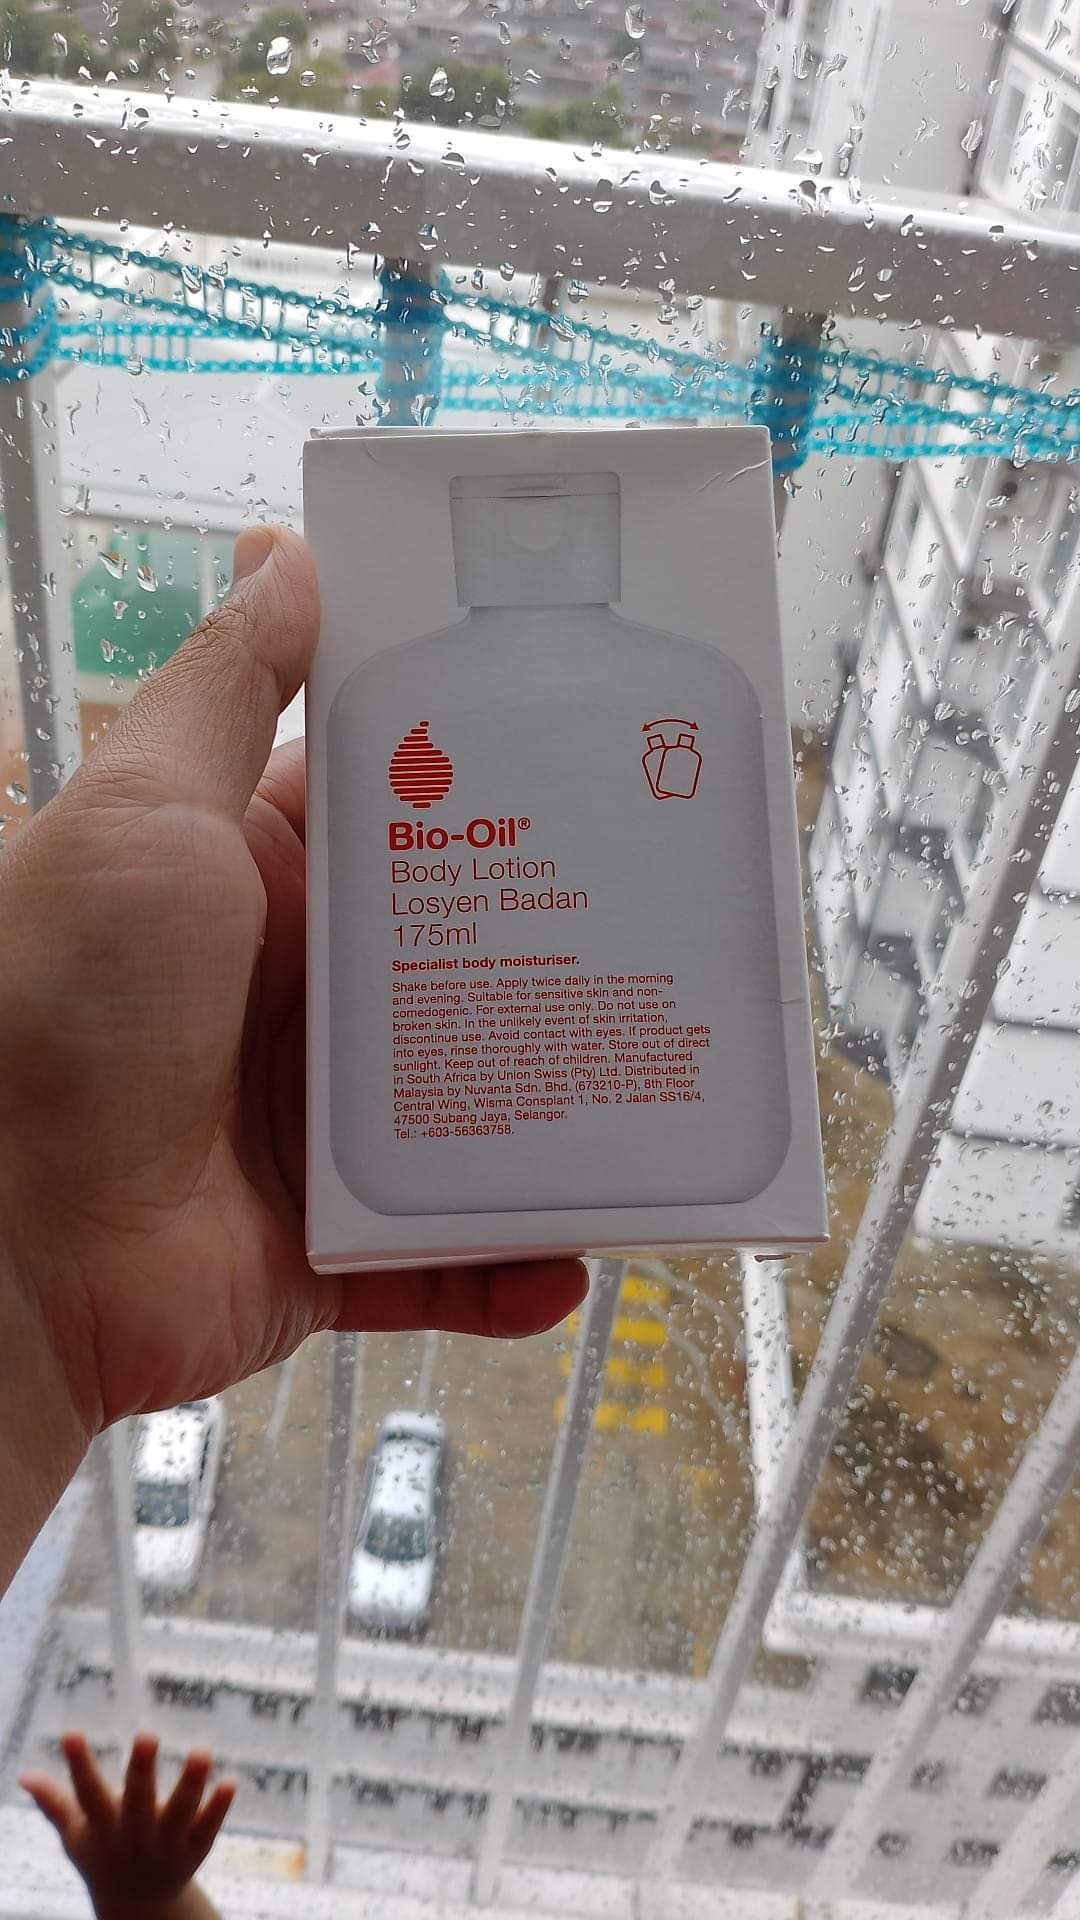 Bio-Oil®
Body Lotion
Losyen Badan
175ml
Specialist body moisturiser.
Shake before use. Apply twice daily in the morning
and evening. Suitable for sensitive skin and non-
comedogenic. For external use only. Do not use on
broken skin. In the unlikely event of skin irritation,
discontinue use. Avoid contact with eyes. If product gets
into eyes, rinse thoroughly with water. Store out of direct
sunlight. Keep out of reach of children. Manufactured
in South Africa by Union Swiss (Pty) Ltd. Distributed in
Malaysia by Nuvanta Sdn. Bhd. (673210-P), 8th Floor
Central Wing, Wisma Consplant 1, No. 2 Jalan SS16/4,
47500 Subang Jaya, Selangor.
Tel.: +603-56363758.